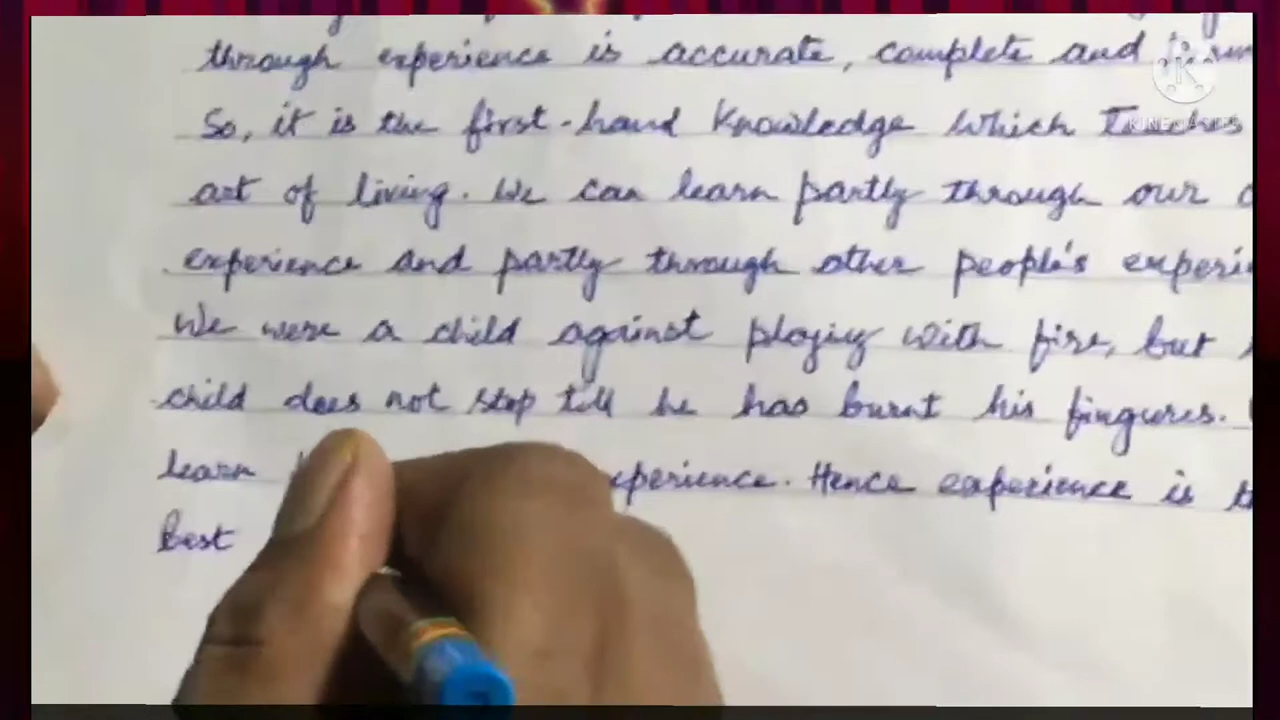 through experience is accurate, complete and
So, it is the first-hand Knowledge which
art of living. We can learn partly through our
experience and partly through other people's
We were a child against playing with fire, but
child does not stop till he has burnt his fingures.
learn experience. Hence experience is
best
KINEMASTER